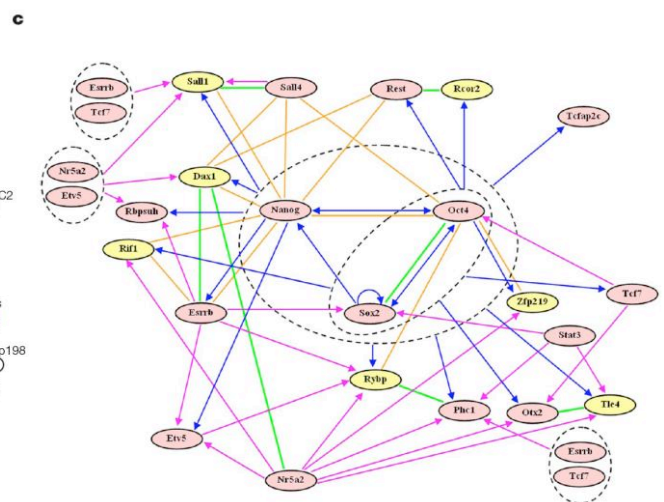 c
Esrrb
Tcf7
Sall1
Sall4
Rest
Rcor2
Tcfap2c
Nr5a2
Etv5
Dax1
C2
Rbpsuh
Nanog
Oct4
Rif1
Esrrb
Sox2
Zfp219
Tcf7
s
Stat3
p198
Rybp
Phc1
Otx2
Tle4
Etv5
Esrrb
Tcf7
Nr5a2